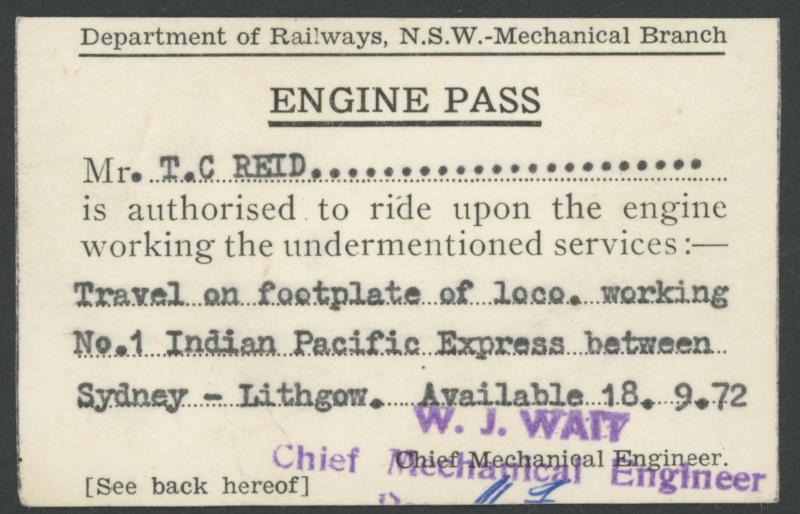 Department of Railways, N.S.W.-Mechanical Branch
ENGINE PASS
Mr. T.C REID.......................
is authorised to ride upon the engine
working the undermentioned services:—
Travel on footplate of loco. working
No.1 Indian Pacific Express between
Sydney - Lithgow. Available 18. 9.72
W. J. WAIT
Chief Mechanical Engineer.
Chief Mechanical Engineer
[See back hereof]